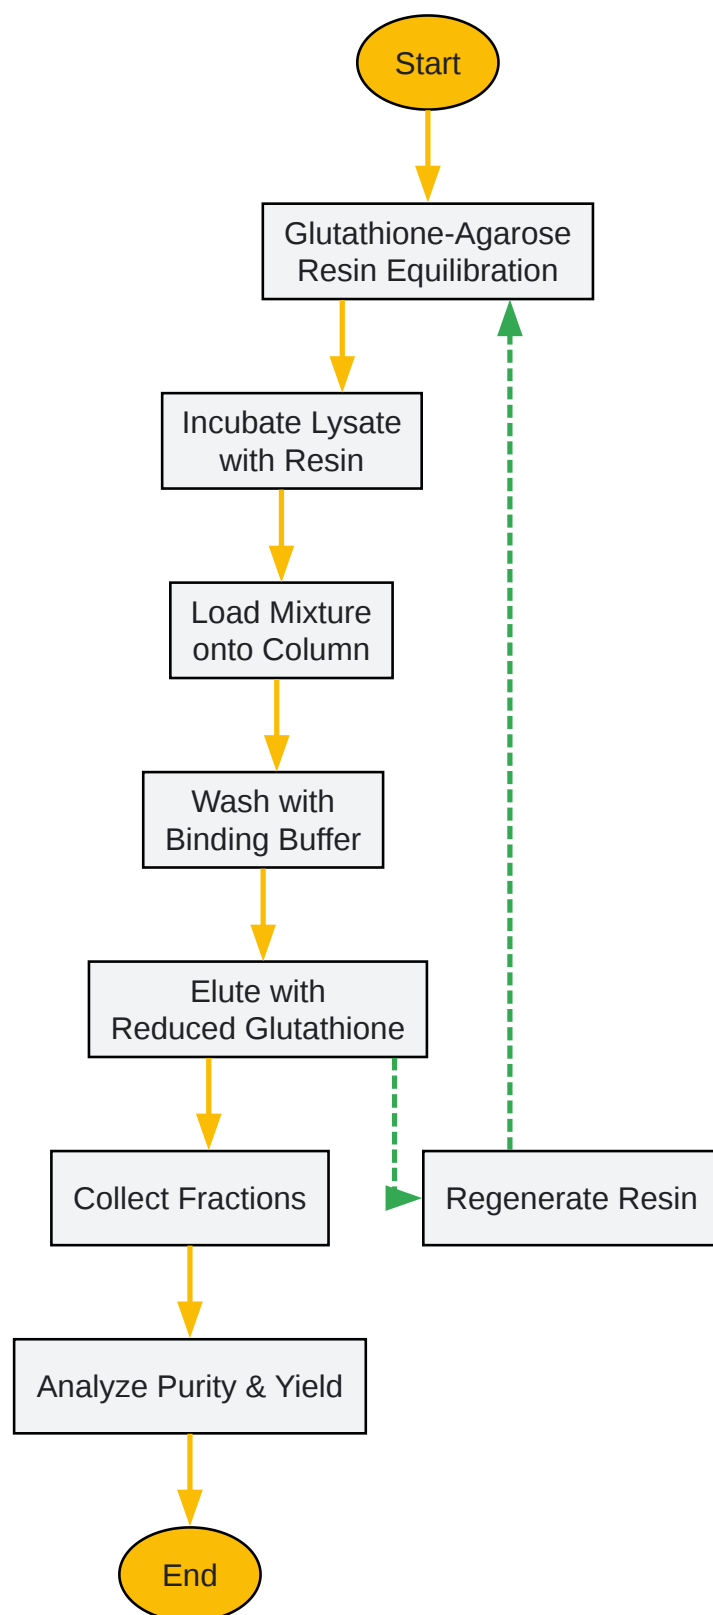 Start
Glutathione-Agarose
Resin Equilibration
Incubate Lysate
with Resin
Load Mixture
onto Column
Wash with
Binding Buffer
Elute with
Reduced Glutathione
Collect Fractions
Regenerate Resin
Analyze Purity & Yield
End